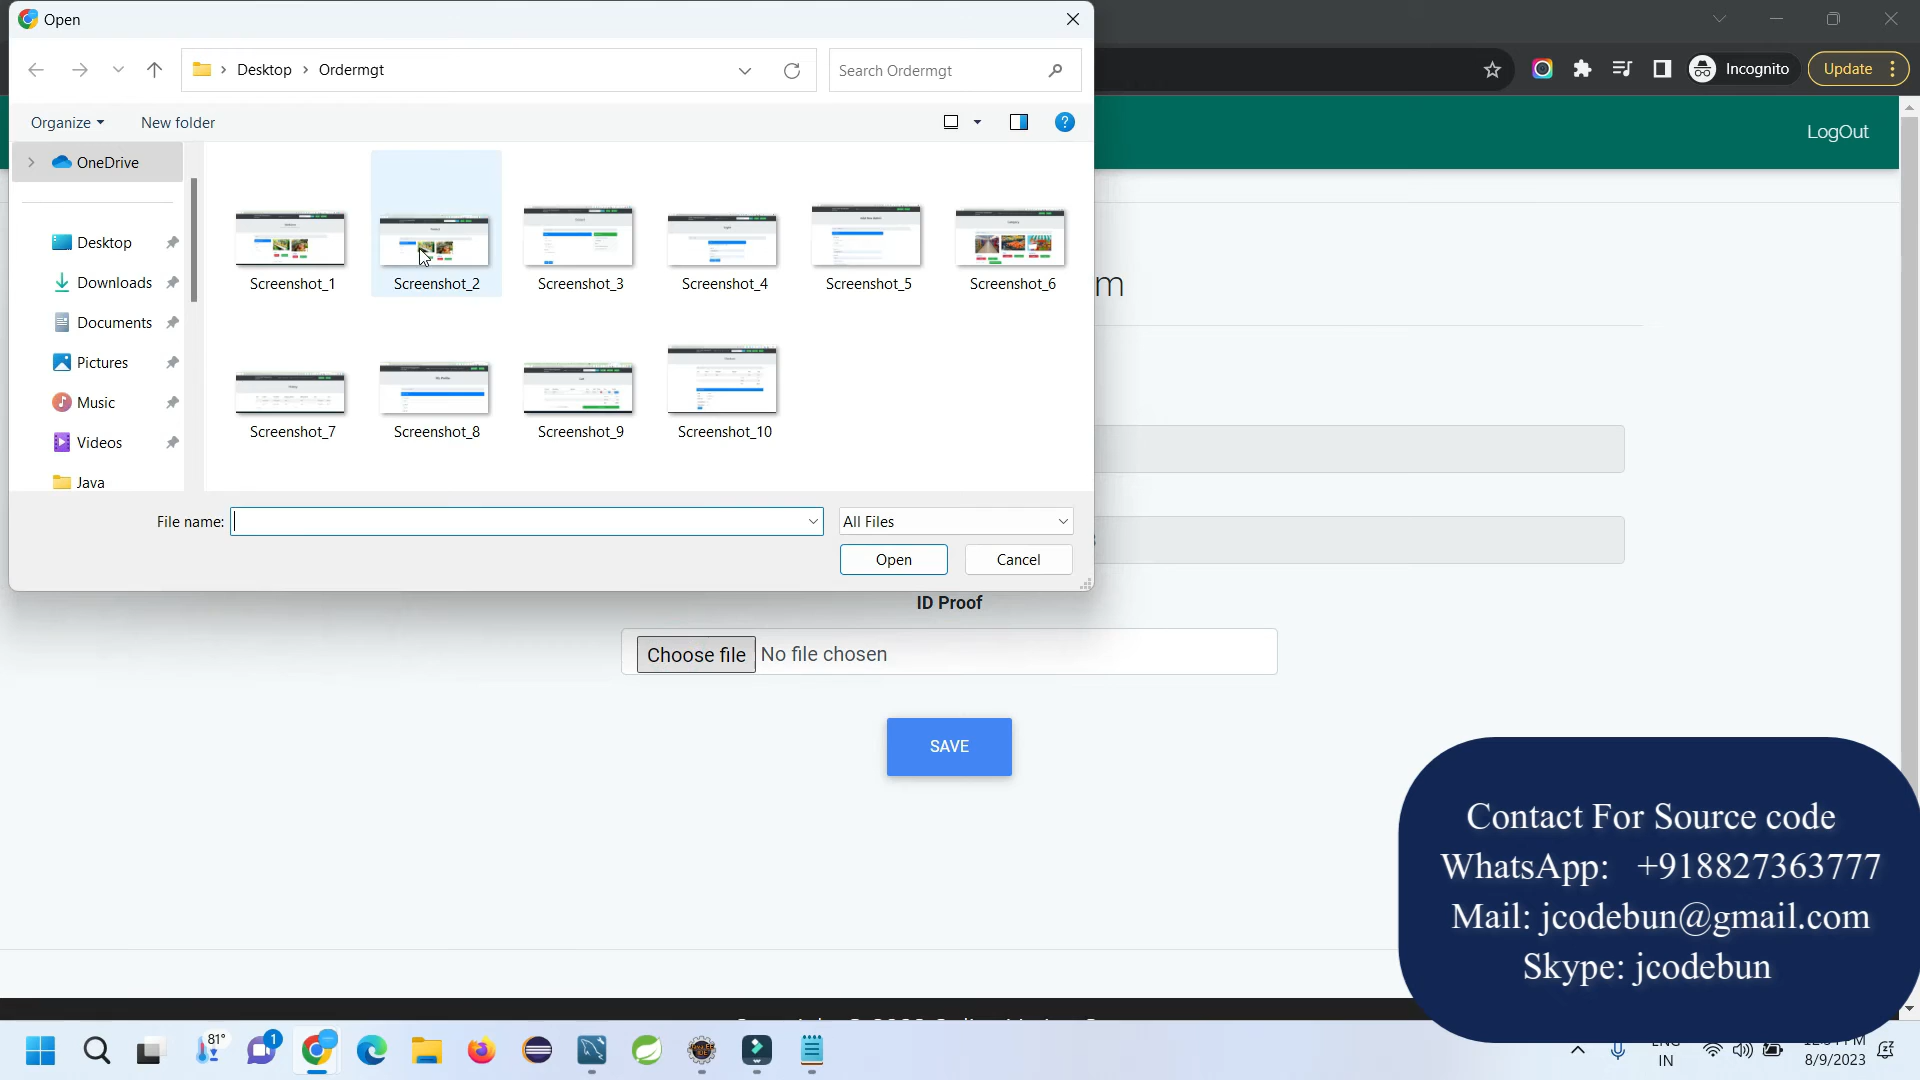 Open
Desktop
Ordermgt
Search Ordermgt
Incognito
Update
Organize
New folder
LogOut
OneDrive
Desktop
Downloads
Documents
Pictures
Music
Videos
Java
Screenshot_1
Screenshot_2
Screenshot_3
Screenshot_4
Screenshot_5
Screenshot_6
Screenshot_7
Screenshot_8
Screenshot_9
Screenshot_10
m
File name:
All Files
Open
Cancel
ID Proof
Choose file
No file chosen
SAVE
Contact For Source code
WhatsApp: +918827363777
Mail: jcodebun@gmail.com
Skype: jcodebun
81°
1
ENG
IN
8/9/2023